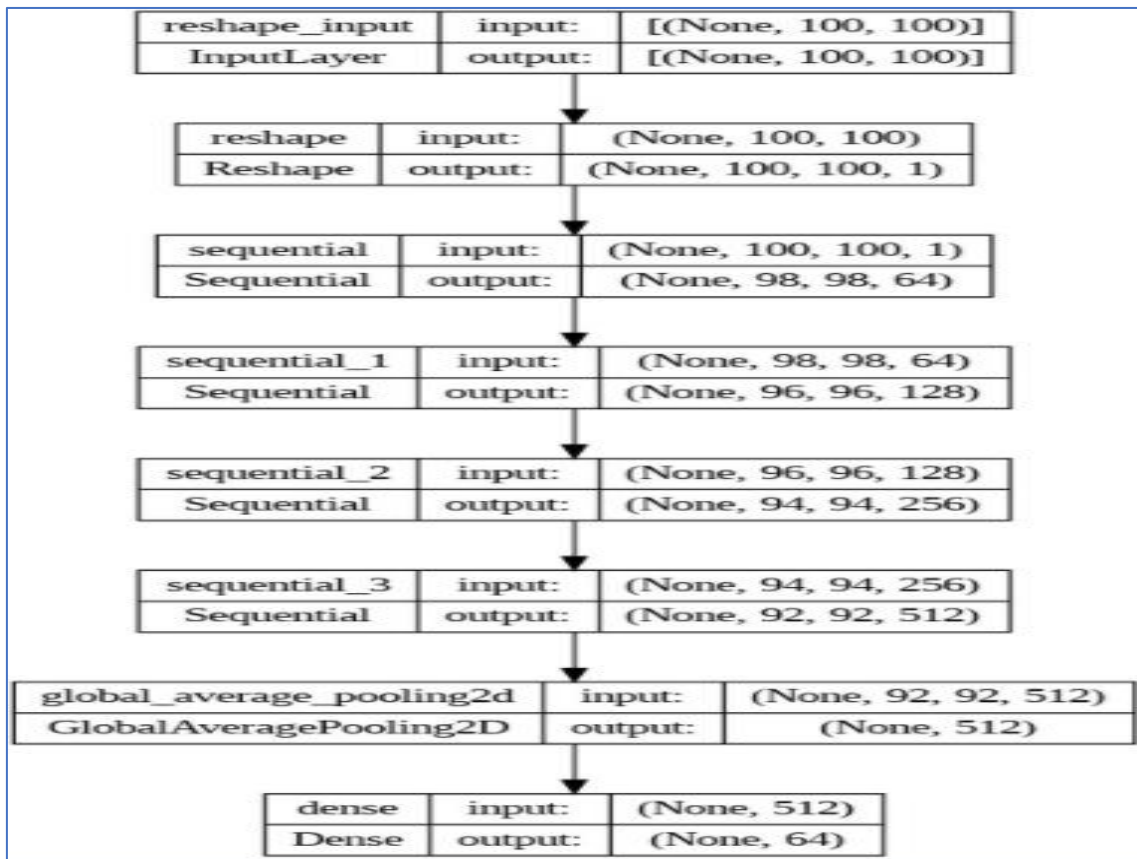 reshape_input input: [(None, 100, 100)]
InputLayer output: [(None, 100, 100)]
reshape input: (None, 100, 100)
Reshape output: (None, 100, 100, 1)
sequential input: (None, 100, 100, 1)
Sequential output: (None, 98, 98, 64)
sequential_1 input: (None, 98, 98, 64)
Sequential output: (None, 96, 96, 128)
sequential_2 input: (None, 96, 96, 128)
Sequential output: (None, 94, 94, 256)
sequential_3 input: (None, 94, 94, 256)
Sequential output: (None, 92, 92, 512)
global_average_pooling2d input: (None, 92, 92, 512)
GlobalAveragePooling2D output: (None, 512)
dense input: (None, 512)
Dense output: (None, 64)